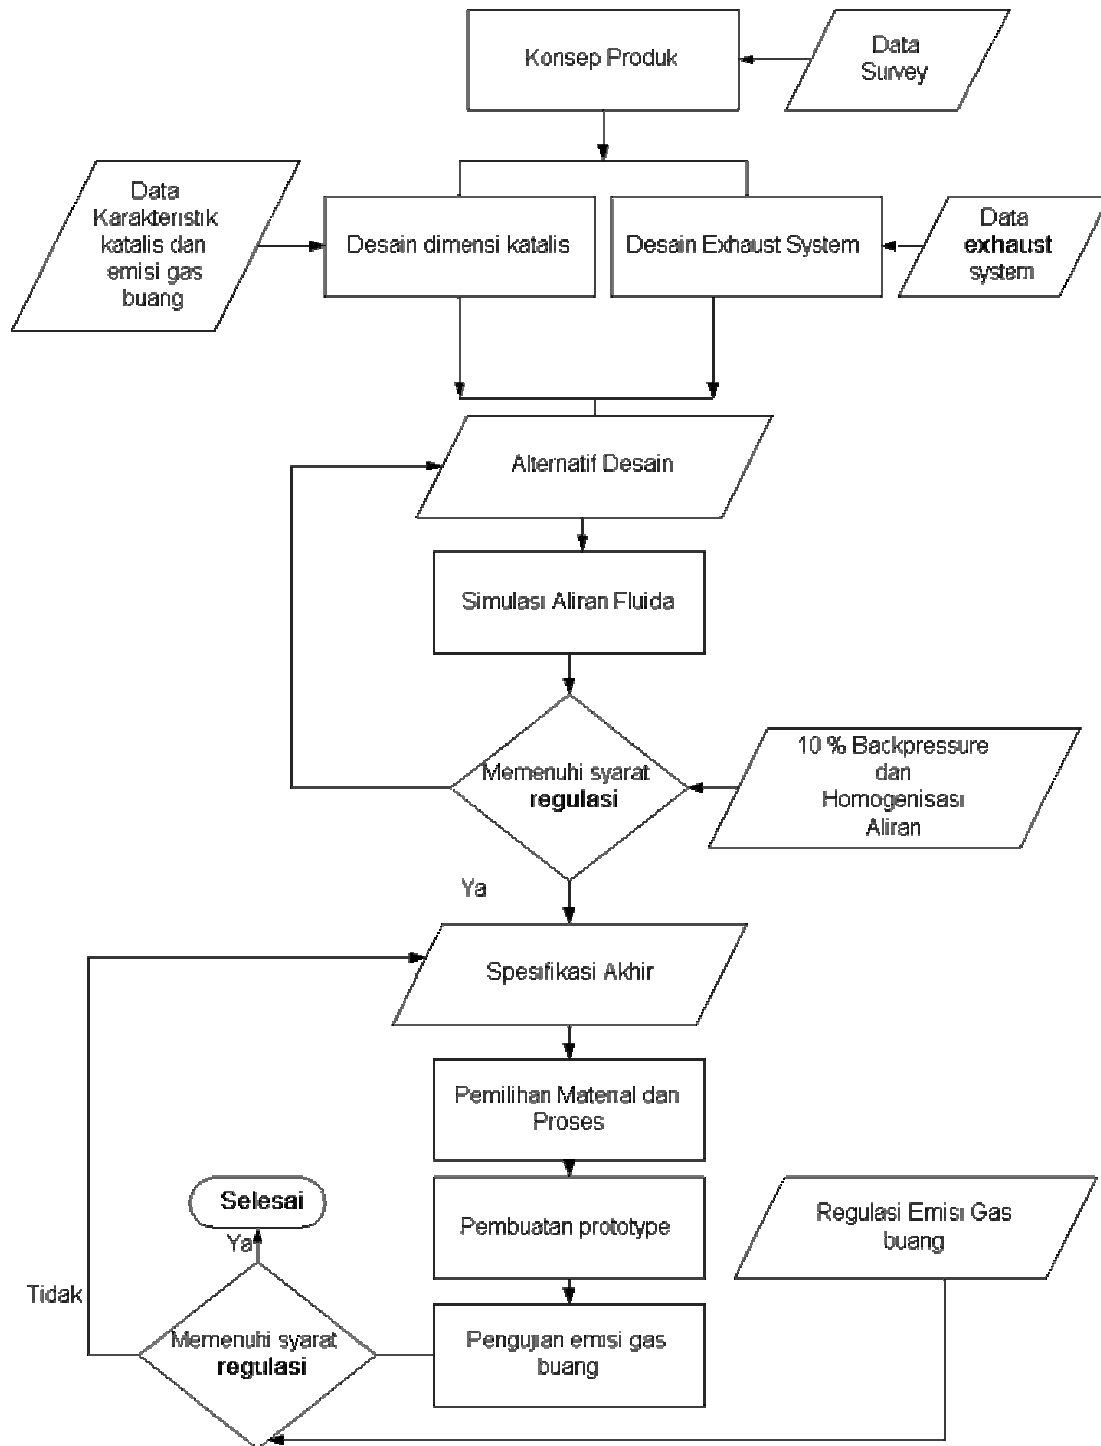 Konsep Produk
Data
Survey
Data
Karakteristik
katalis dan
emisi gas
buang
Desain dimensi katalis
Desain Exhaust System
Data
exhaust
system
Alternatif Desain
Simulasi Aliran Fluida
Memenuhi syarat
regulasi
10 % Backpressure
dan
Homogenisasi
Aliran
Ya
Spesifikasi Akhir
Pemilihan Material dan
Proses
Selesai
Pembuatan prototype
Regulasi Emisi Gas
buang
Ya
Tidak
Memenuhi syarat
regulasi
Pengujian emisi gas
buang